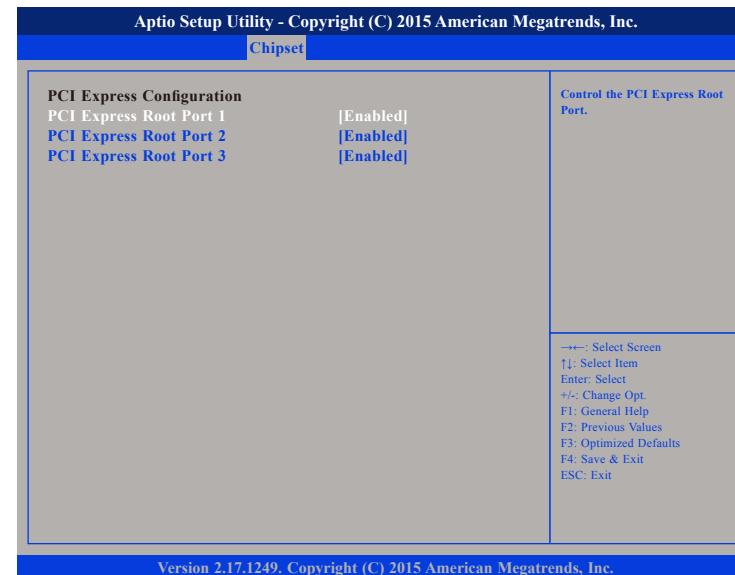 Aptio Setup Utility - Copyright (C) 2015 American Megatrends, Inc.
Chipset
PCI Express Configuration
PCI Express Root Port 1 [Enabled]
PCI Express Root Port 2 [Enabled]
PCI Express Root Port 3 [Enabled]
Control the PCI Express Root
Port.
→←: Select Screen
↑↓: Select Item
Enter: Select
+/-: Change Opt.
F1: General Help
F2: Previous Values
F3: Optimized Defaults
F4: Save & Exit
ESC: Exit
Version 2.17.1249. Copyright (C) 2015 American Megatrends, Inc.